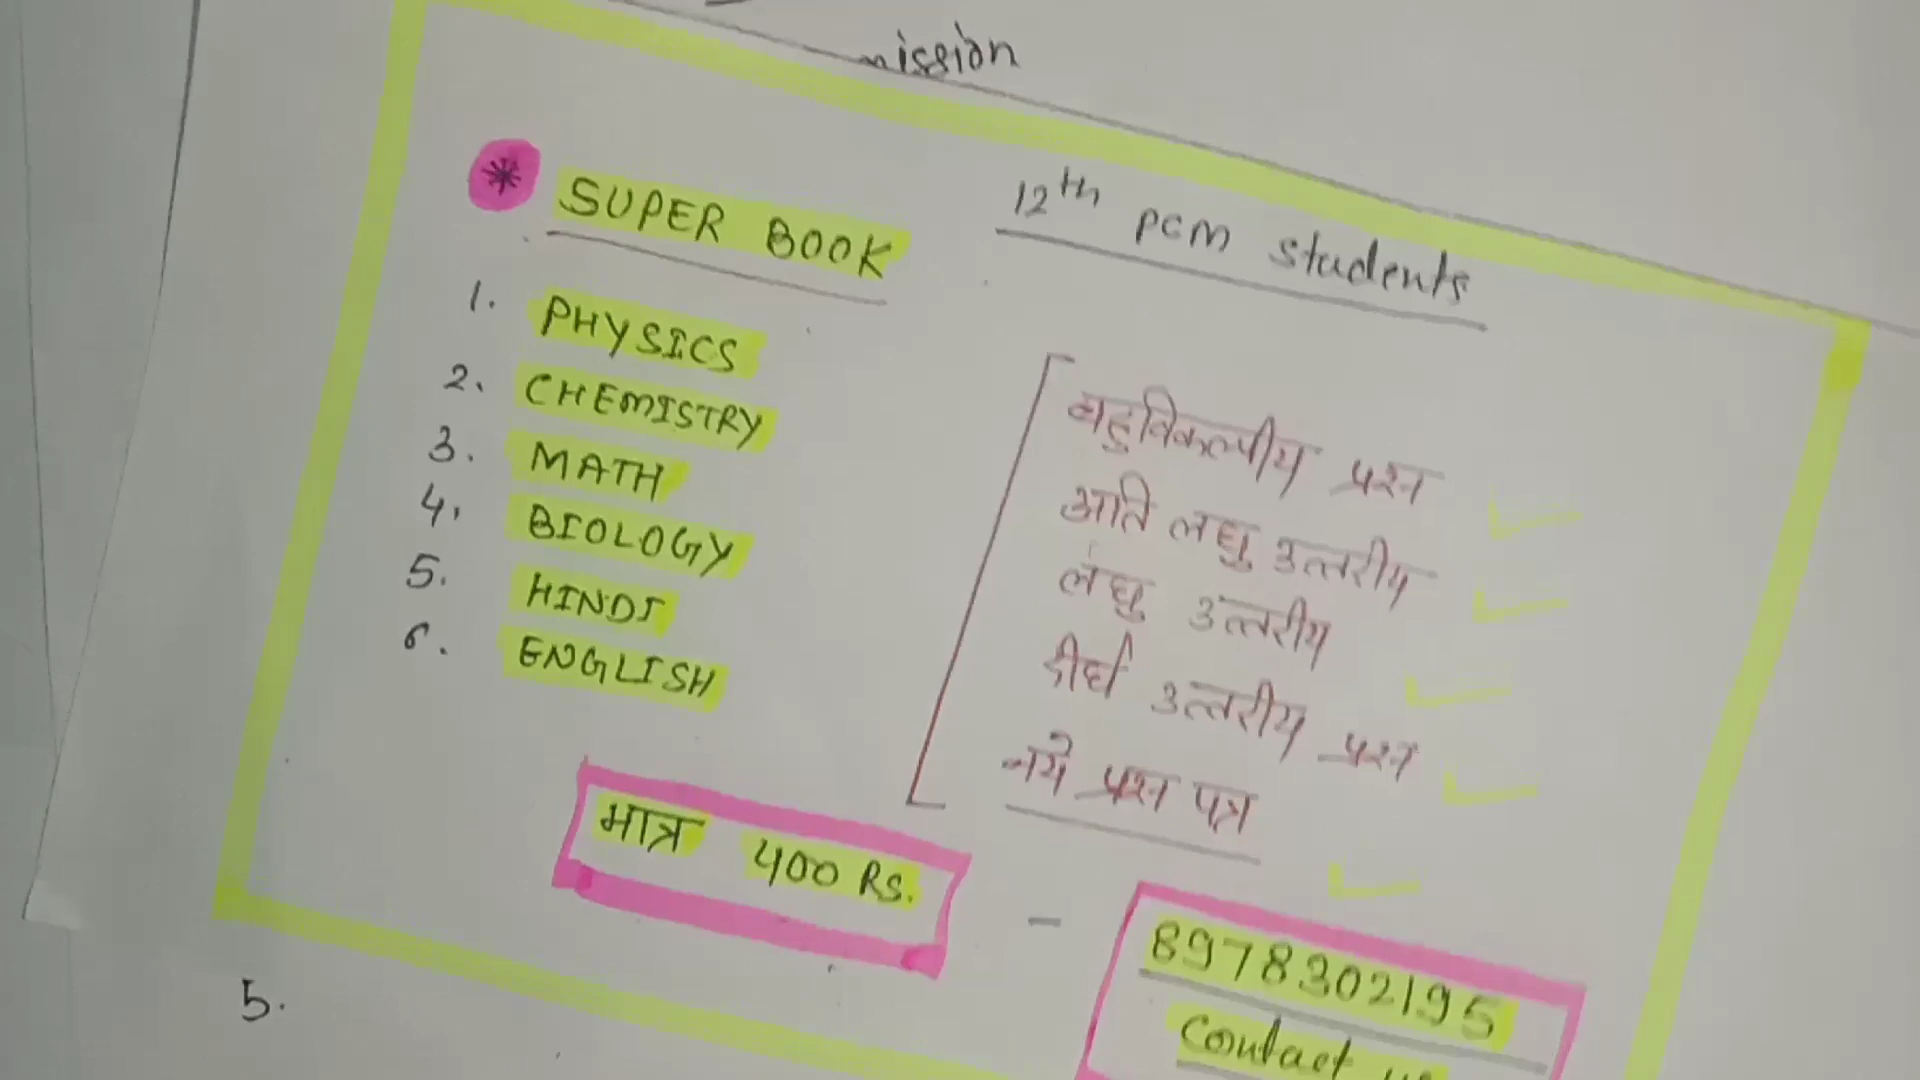 mission
* SUPER BOOK
12th PCM students
1. PHYSICS
2. CHEMISTRY
3. MATH
4. BIOLOGY
5. HINDI
6. ENGLISH
बहुविकल्पीय प्रश्न
अति लघु उत्तरीय
लघु उत्तरीय
दीर्घ उत्तरीय प्रश्न
नये प्रश्न पत्र
मात्र 400 RS. -
8978302195
Contact us
5.